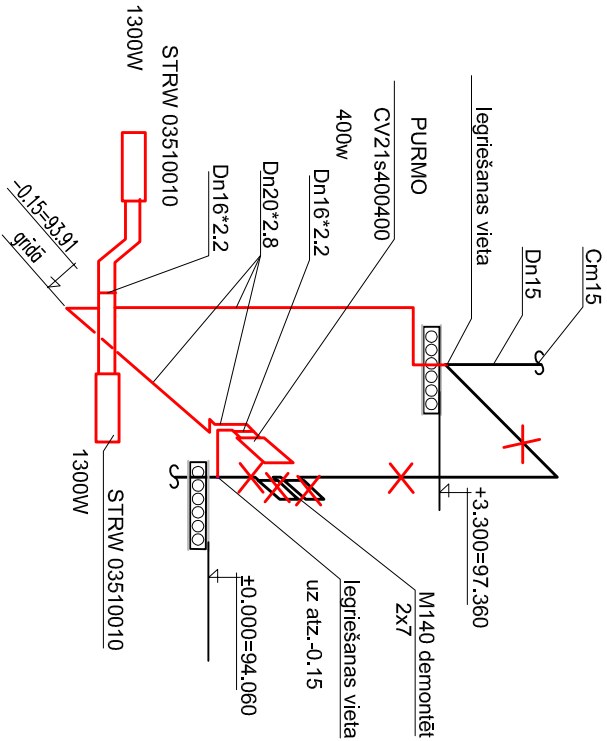 Cm15
Dn15
Iegriešanas vieta
PURMO
CV21s400400
400w
Dn16*2.2
Dn20*2.8
Dn16*2.2
STRW 03510010
1300W
-0.15=93.91
grīdā
+3.300=97.360
M140 demontēt
2x7
Iegriešanas vieta
uz atz.-0.15
±0.000=94.060
STRW 03510010
1300W